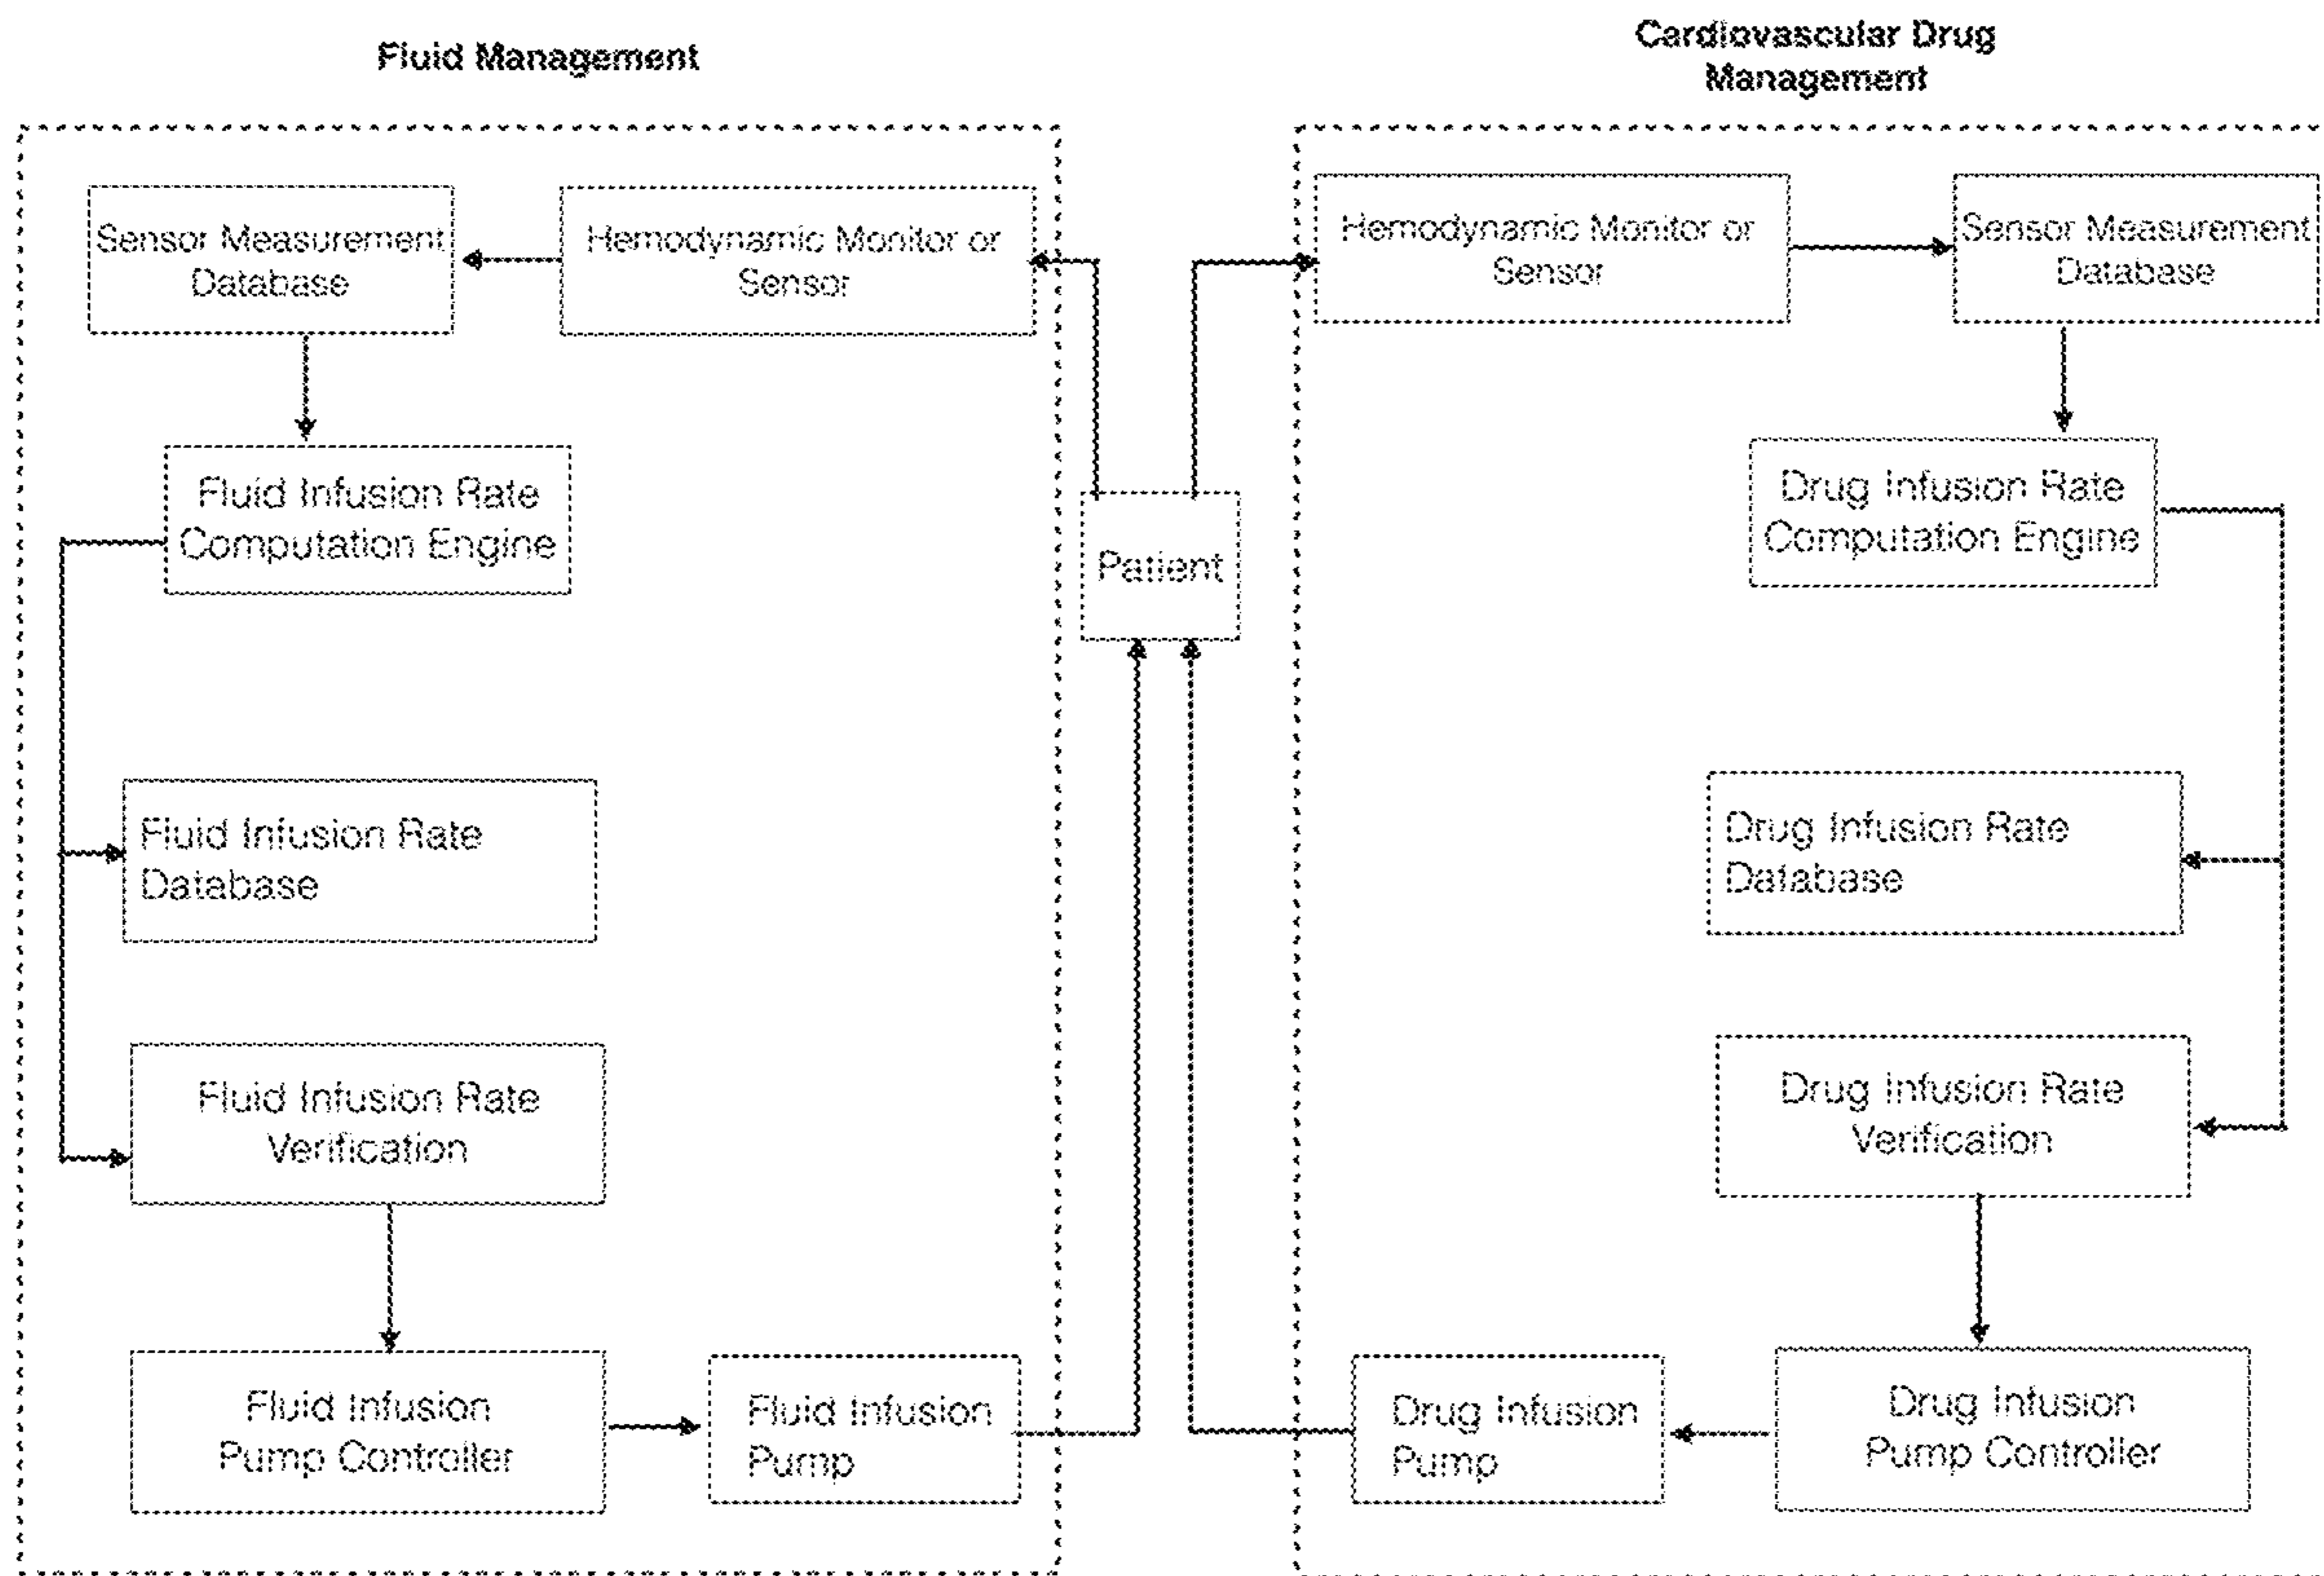 Fluid Management
Sensor Measurement
Database
Hemodynamic Monitor or
Sensor
Fluid Infusion Rate
Computation Engine
Fluid Infusion Rate
Database
Fluid Infusion Rate
Verification
Fluid Infusion
Pump Controller
Fluid Infusion
Pump
Patient
Cardiovascular Drug
Management
Hemodynamic Monitor or
Sensor
Sensor Measurement
Database
Drug Infusion Rate
Computation Engine
Drug Infusion Rate
Database
Drug Infusion Rate
Verification
Drug Infusion
Pump
Drug Infusion
Pump Controller